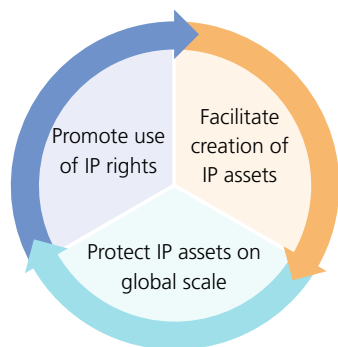 Promote use
of IP rights
Facilitate
creation of
IP assets
Protect IP assets on
global scale